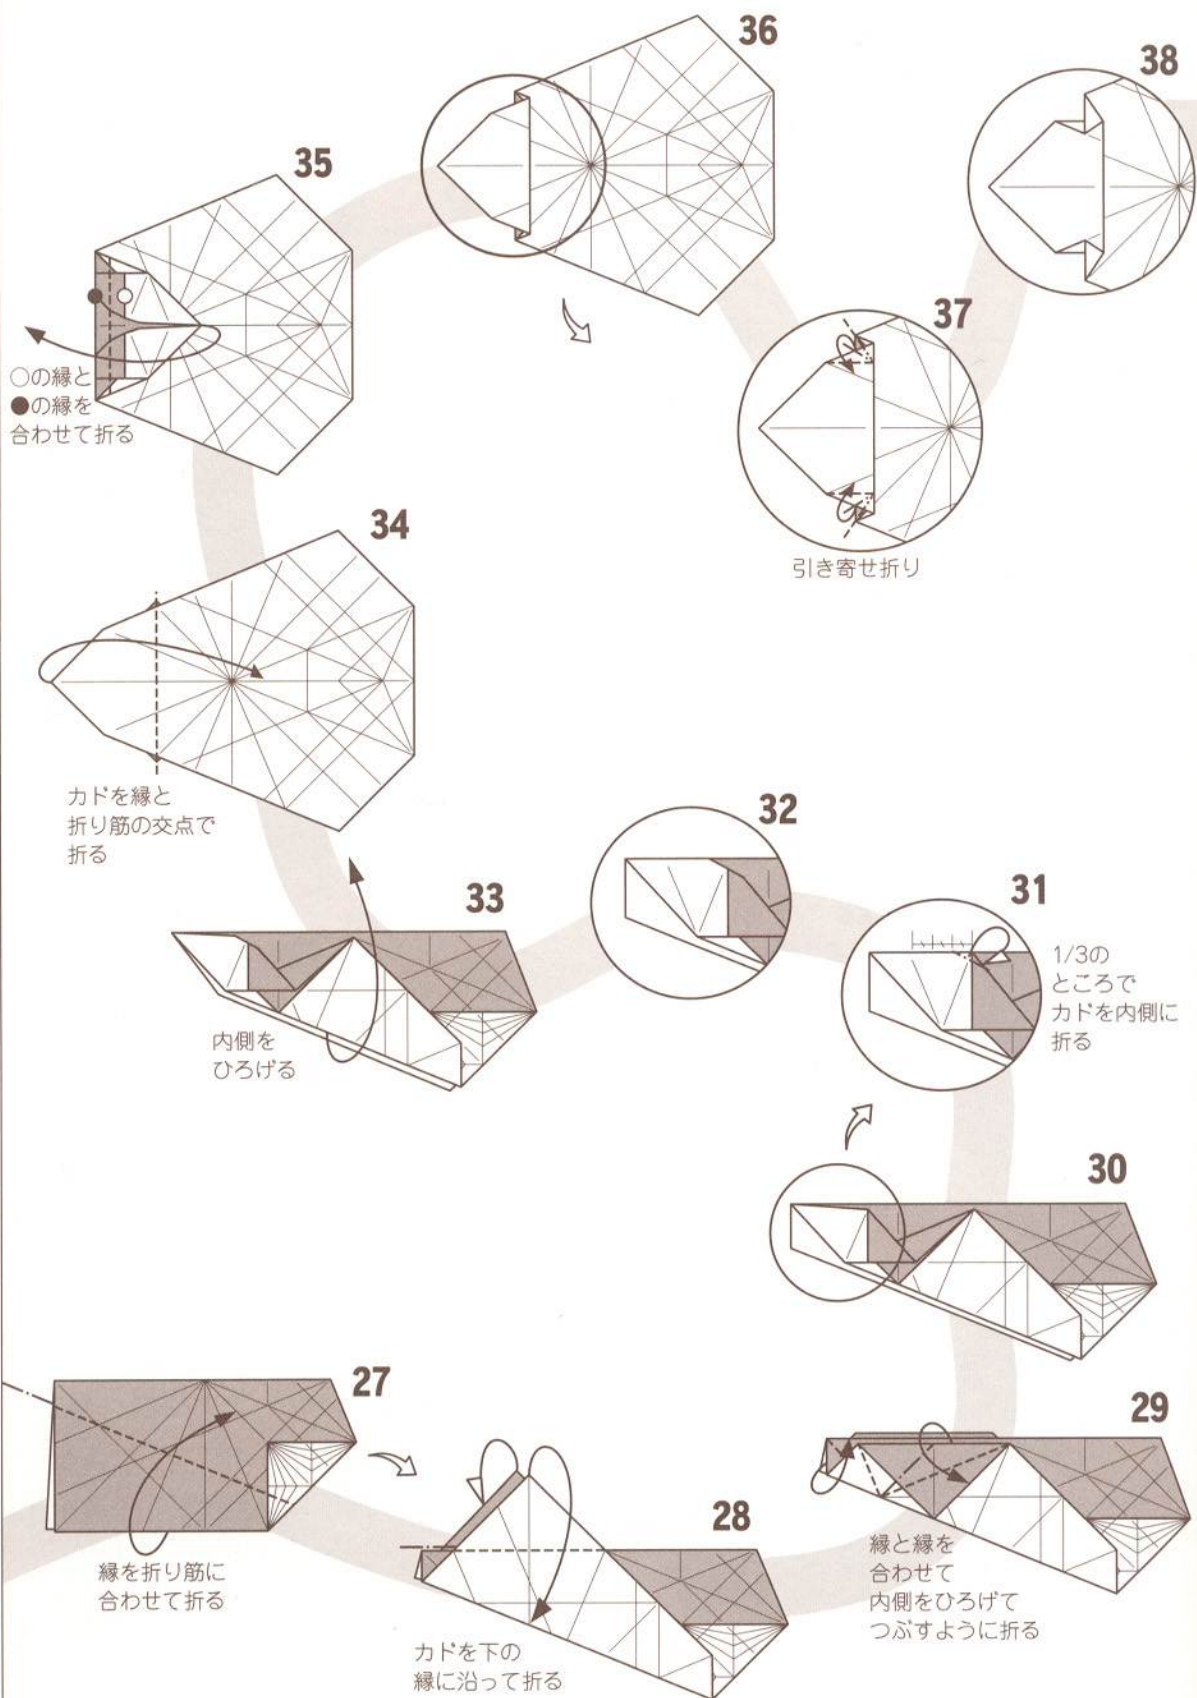 27
縁を折り筋に
合わせて折る
28
カドを下の
縁に沿って折る
29
縁と縁を
合わせて
内側をひろげて
つぶすように折る
30
31
1/3の
ところで
カドを内側に
折る
32
33
内側を
ひろげる
34
カドを縁と
折り筋の交点で
折る
35
○の縁と
●の縁を
合わせて折る
36
37
引き寄せ折り
38